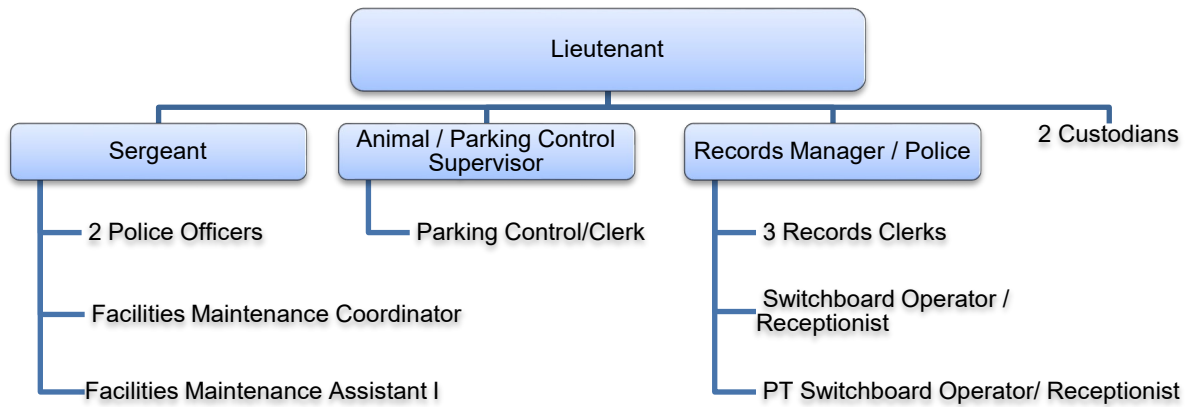 Lieutenant
Sergeant
Animal / Parking Control
Supervisor
Records Manager / Police
2 Custodians
2 Police Officers
Parking Control/Clerk
3 Records Clerks
Facilities Maintenance Coordinator
Switchboard Operator /
Receptionist
Facilities Maintenance Assistant I
PT Switchboard Operator/ Receptionist